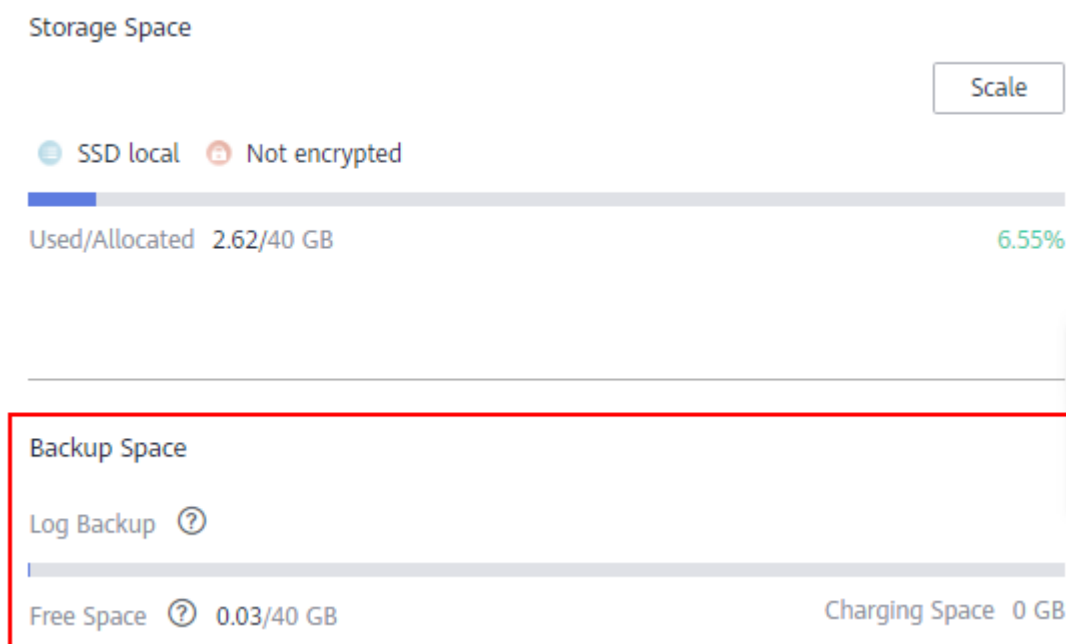 Storage Space
Scale
SSD local Not encrypted
Used/Allocated 2.62/40 GB 6.55%
Backup Space
Log Backup ?
Free Space ? 0.03/40 GB Charging Space 0 GB